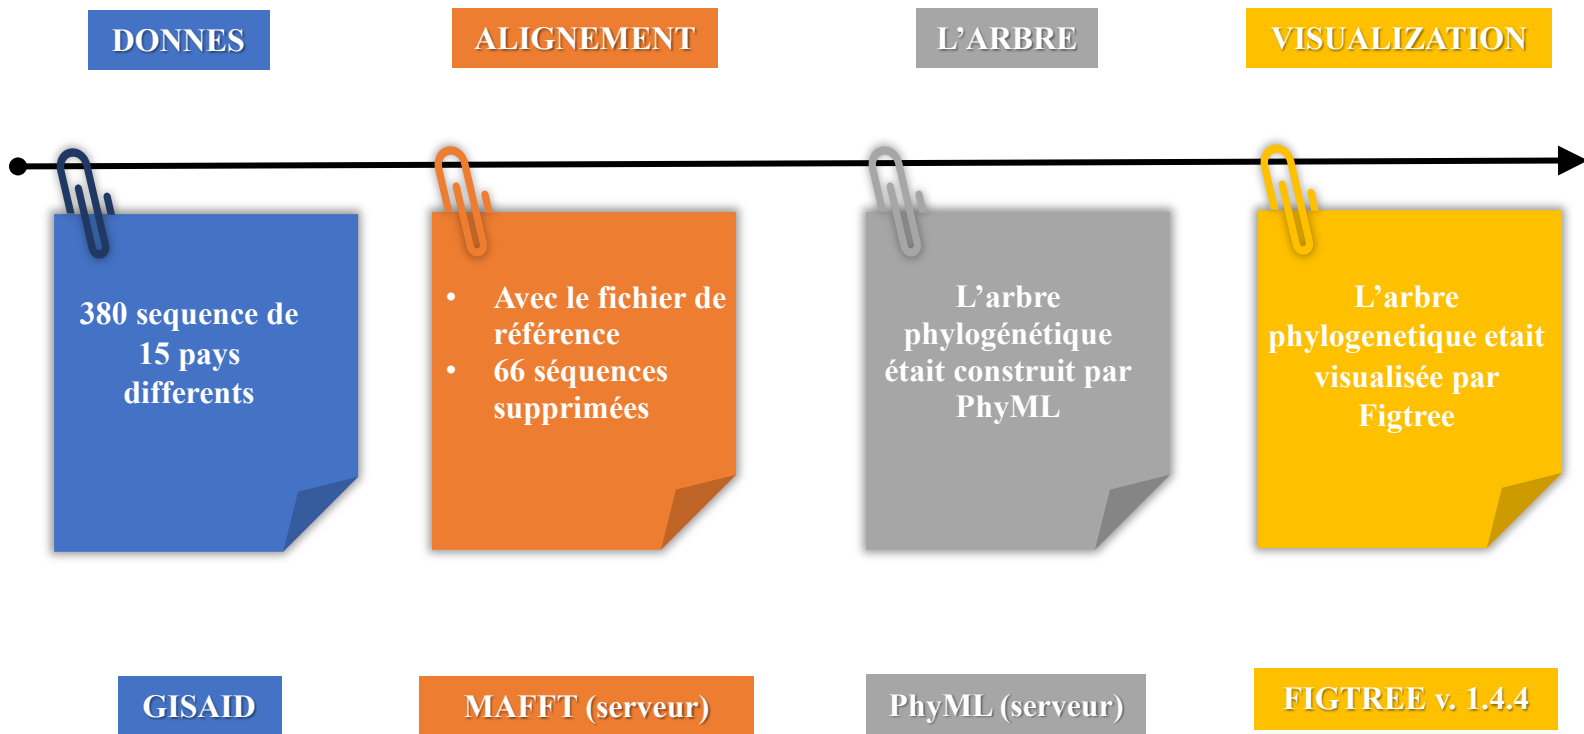 DONNES
ALIGNEMENT
L’ARBRE
VISUALIZATION
380 sequence de
15 pays
differents
• Avec le fichier de
référence
• 66 séquences
supprimées
L’arbre
phylogénétique
était construit par
PhyML
L’arbre
phylogenetique etait
visualisée par
Figtree
GISAID
MAFFT (serveur)
PhyML (serveur)
FIGTREE v. 1.4.4